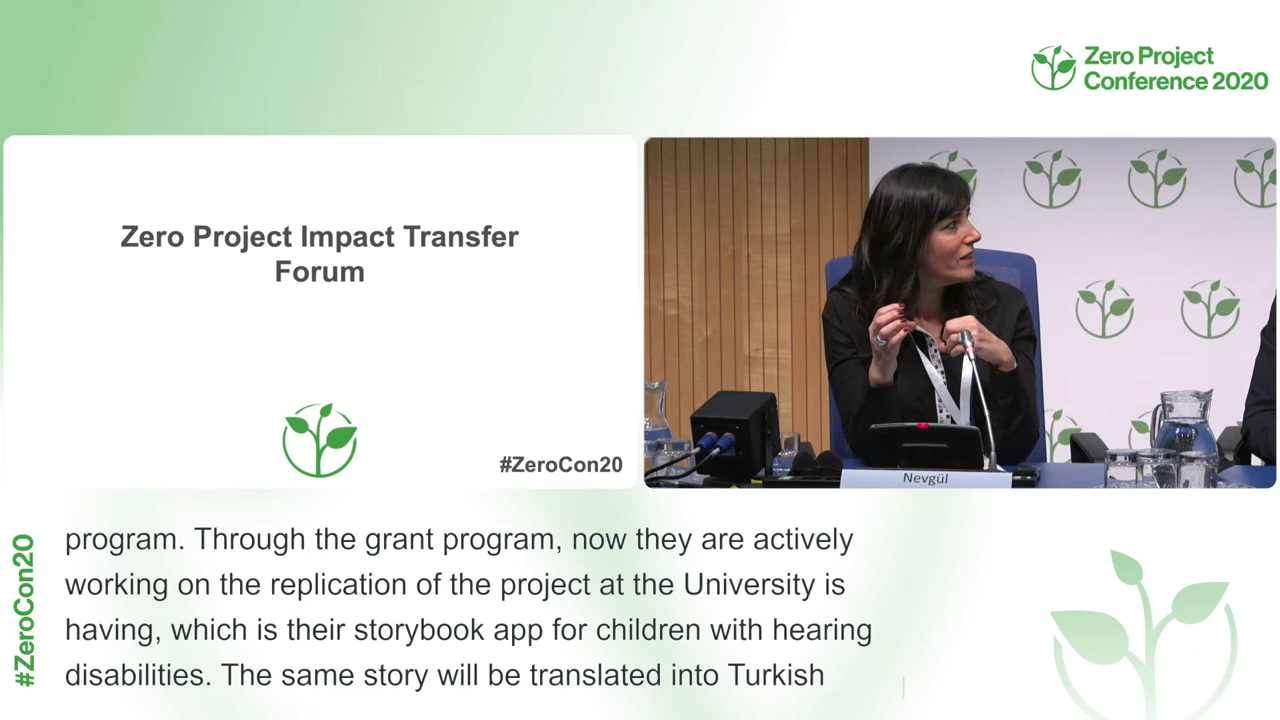 Zero Project
Conference 2020
Zero Project Impact Transfer
Forum
#ZeroCon20
Nevgül
#ZeroCon20
program. Through the grant program, now they are actively
working on the replication of the project at the University is
having, which is their storybook app for children with hearing
disabilities. The same story will be translated into Turkish